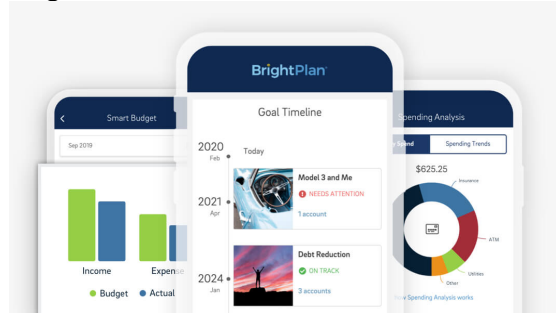 Smart Budget
Sep 2019
Income
Expense
Budget
Actual
BrightPlan
Goal Timeline
2020
Feb
Today
Model 3 and Me
NEEDS ATTENTION
1 account
2021
Apr
Debt Reduction
ON TRACK
3 accounts
2024
Jan
Spending Analysis
Spend
Spending Trends
$625.25
Insurance
ATM
Utilities
Other
Spending Analysis works